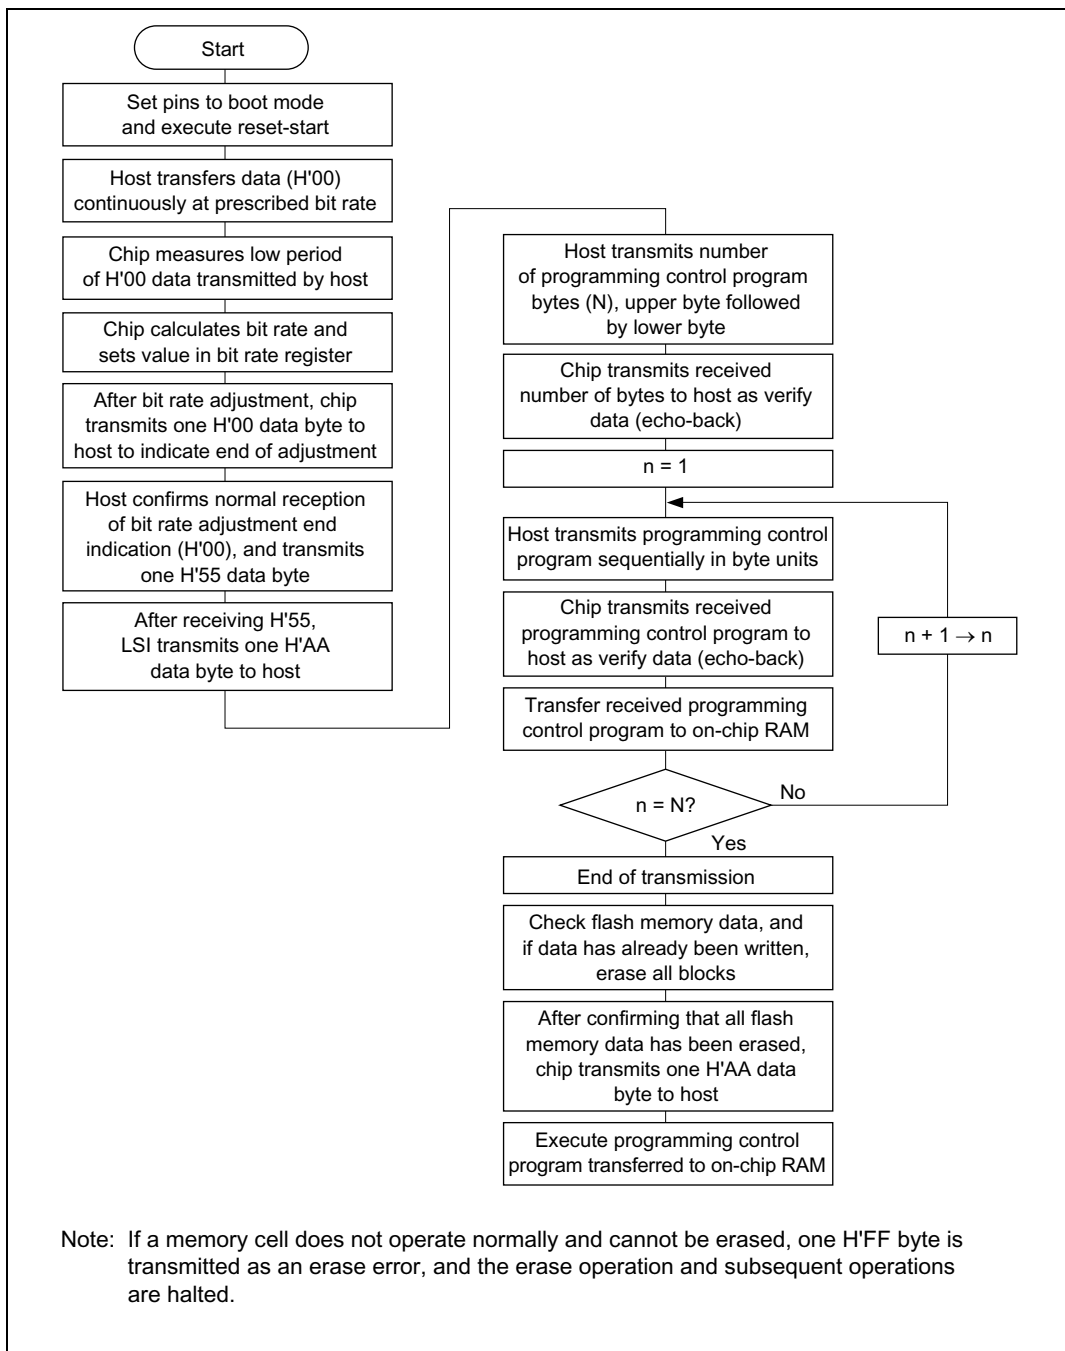 Start
Set pins to boot mode
and execute reset-start
Host transfers data (H'00)
continuously at prescribed bit rate
Chip measures low period
of H'00 data transmitted by host
Chip calculates bit rate and
sets value in bit rate register
After bit rate adjustment, chip
transmits one H'00 data byte to
host to indicate end of adjustment
Host confirms normal reception
of bit rate adjustment end
indication (H'00), and transmits
one H'55 data byte
After receiving H'55,
LSI transmits one H'AA
data byte to host
Host transmits number
of programming control program
bytes (N), upper byte followed
by lower byte
Chip transmits received
number of bytes to host as verify
data (echo-back)
n = 1
Host transmits programming control
program sequentially in byte units
Chip transmits received
programming control program to
host as verify data (echo-back)
n + 1 → n
Transfer received programming
control program to on-chip RAM
n = N?
No
Yes
End of transmission
Check flash memory data, and
if data has already been written,
erase all blocks
After confirming that all flash
memory data has been erased,
chip transmits one H'AA data
byte to host
Execute programming control
program transferred to on-chip RAM
Note: If a memory cell does not operate normally and cannot be erased, one H'FF byte is
transmitted as an erase error, and the erase operation and subsequent operations
are halted.